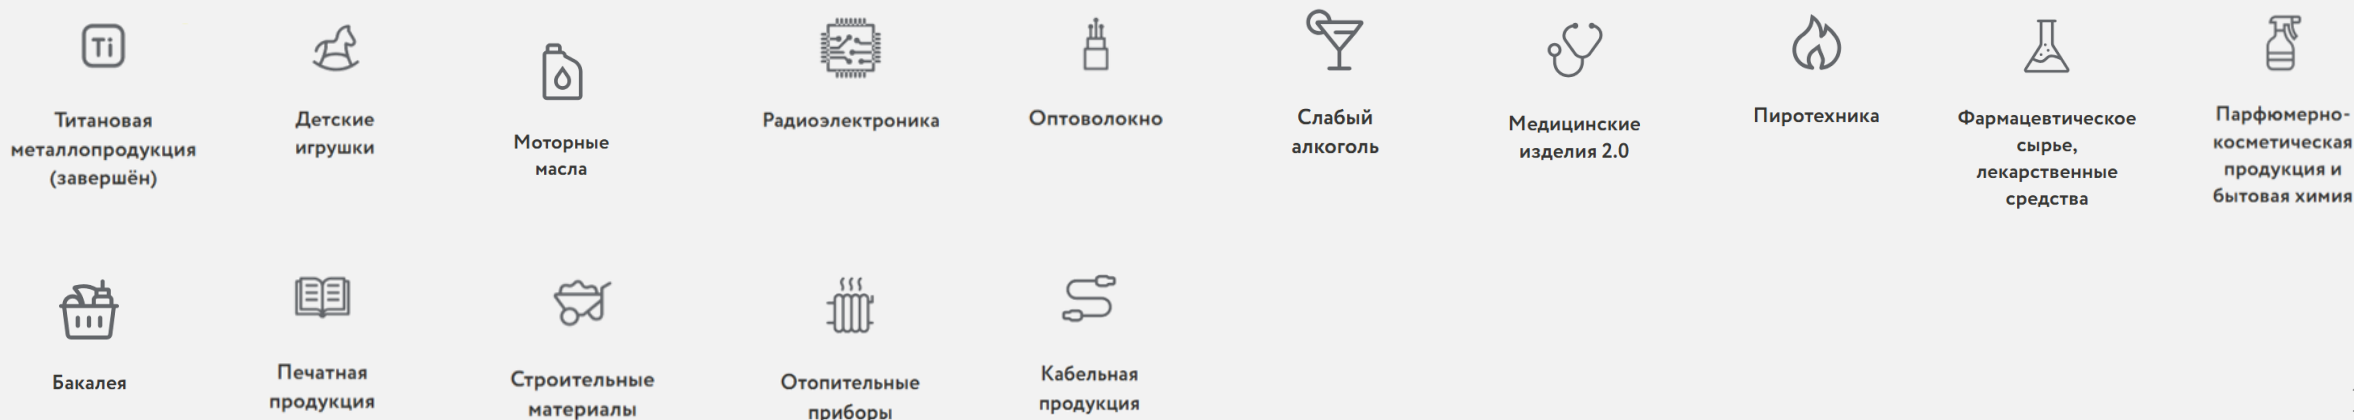 Ti
Титановая
металлопродукция
(завершён)
Детские
игрушки
Моторные
масла
Радиоэлектроника
Оптоволокно
Слабый
алкоголь
Медицинские
изделия 2.0
Пиротехника
Фармацевтическое
сырье,
лекарственные
средства
Парфюмерно-
косметическая
продукция и
бытовая химия
Бакалея
Печатная
продукция
Строительные
материалы
Отопительные
приборы
Кабельная
продукция